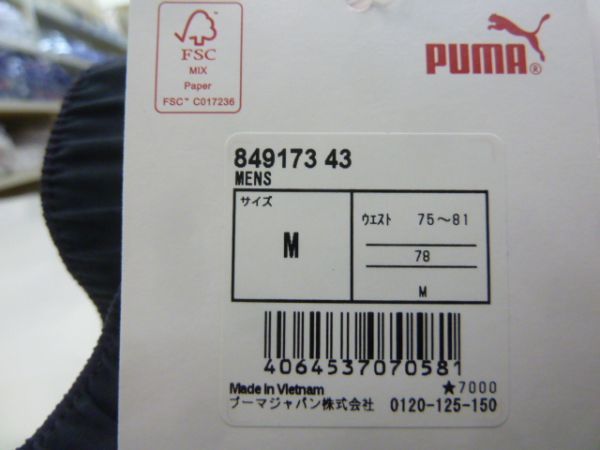 FSC
MIX
Paper
FSC™ C017236
PUMA®
849173 43
MENS
サイズ
M
ウエスト 75～81
78
M
4064537070581
Made in Vietnam ★7000
プーマジャパン株式会社 0120-125-150